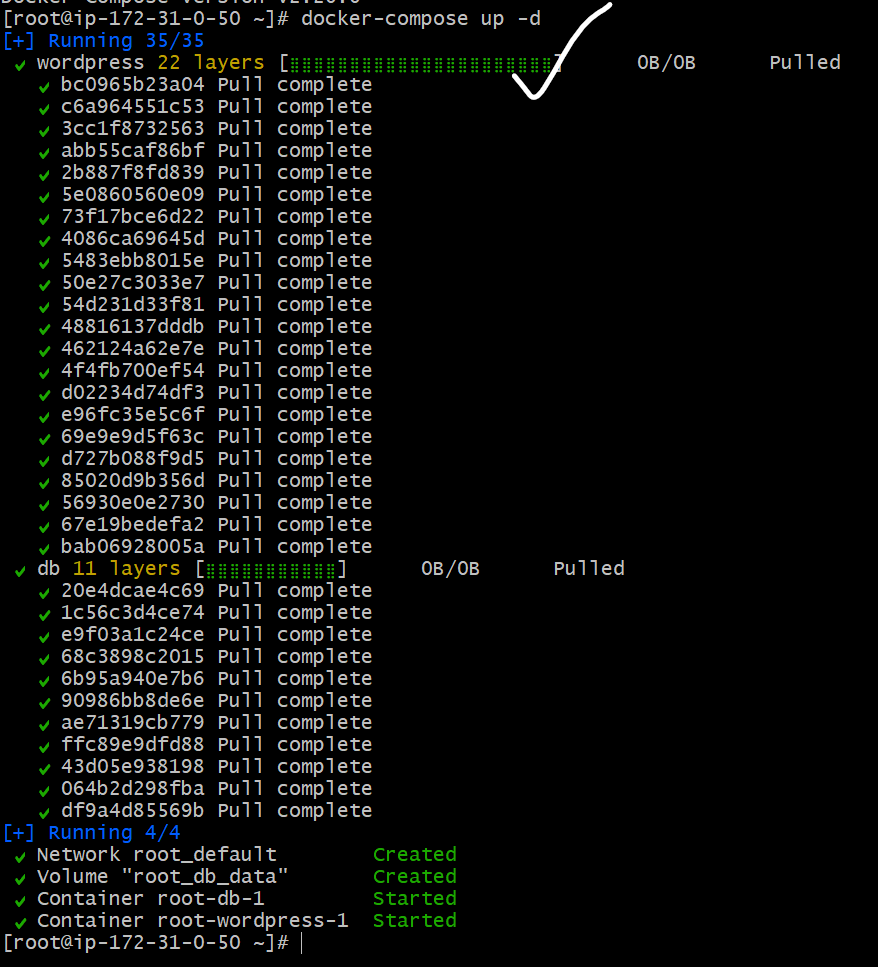 [root@ip-172-31-0-50 ~]# docker-compose up -d
[+] Running 35/35
✔ wordpress 22 layers [⣿⣿⣿⣿⣿⣿⣿⣿⣿⣿⣿⣿⣿⣿⣿⣿⣿⣿⣿⣿⣿⣿] 0B/0B Pulled
✔ bc0965b23a04 Pull complete
✔ c6a964551c53 Pull complete
✔ 3cc1f8732563 Pull complete
✔ abb55caf86bf Pull complete
✔ 2b887f8fd839 Pull complete
✔ 5e0860560e09 Pull complete
✔ 73f17bce6d22 Pull complete
✔ 4086ca69645d Pull complete
✔ 5483ebb8015e Pull complete
✔ 50e27c3033e7 Pull complete
✔ 54d231d33f81 Pull complete
✔ 48816137dddb Pull complete
✔ 462124a62e7e Pull complete
✔ 4f4fb700ef54 Pull complete
✔ d02234d74df3 Pull complete
✔ e96fc35e5c6f Pull complete
✔ 69e9e9d5f63c Pull complete
✔ d727b088f9d5 Pull complete
✔ 85020d9b356d Pull complete
✔ 56930e0e2730 Pull complete
✔ 67e19bedefa2 Pull complete
✔ bab06928005a Pull complete
✔ db 11 layers [⣿⣿⣿⣿⣿⣿⣿⣿⣿⣿⣿] 0B/0B Pulled
✔ 20e4dcae4c69 Pull complete
✔ 1c56c3d4ce74 Pull complete
✔ e9f03a1c24ce Pull complete
✔ 68c3898c2015 Pull complete
✔ 6b95a940e7b6 Pull complete
✔ 90986bb8de6e Pull complete
✔ ae71319cb779 Pull complete
✔ ffc89e9dfd88 Pull complete
✔ 43d05e938198 Pull complete
✔ 064b2d298fba Pull complete
✔ df9a4d85569b Pull complete
[+] Running 4/4
✔ Network root_default Created
✔ Volume "root_db_data" Created
✔ Container root-db-1 Started
✔ Container root-wordpress-1 Started
[root@ip-172-31-0-50 ~]#